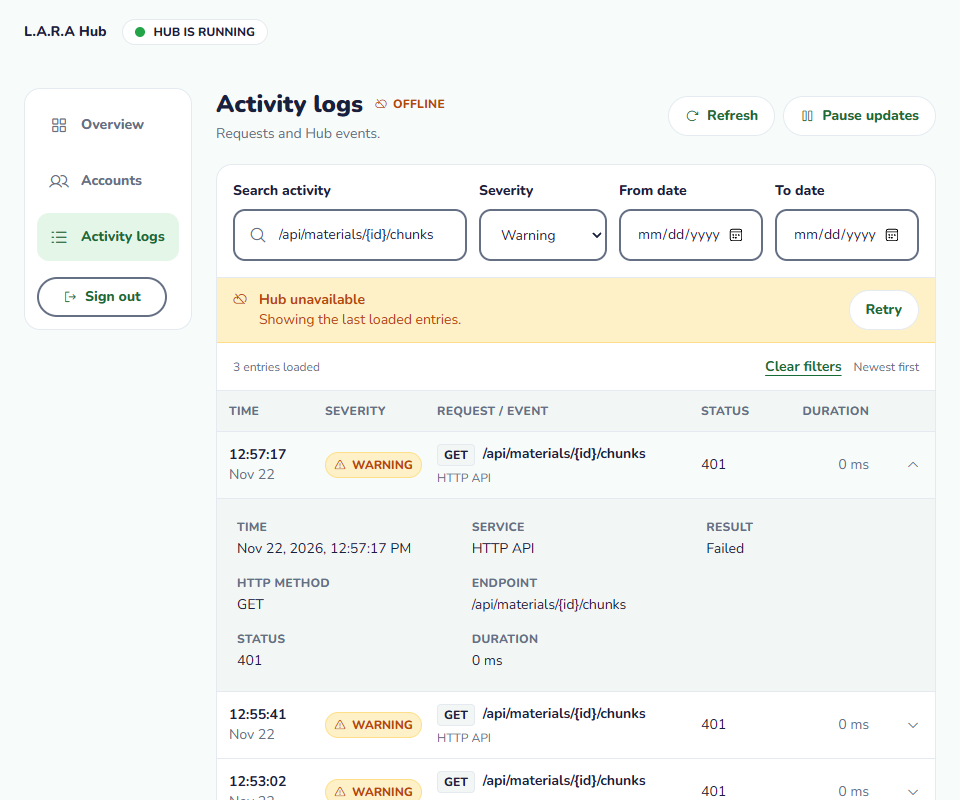 L.A.R.A Hub
HUB IS RUNNING
Overview
Accounts
Activity logs
Sign out
Activity logs
OFFLINE
Requests and Hub events.
Refresh
Pause updates
Search activity
Severity
From date
To date
/api/materials/{id}/chunks
Warning
mm/dd/yyyy
mm/dd/yyyy
Hub unavailable
Showing the last loaded entries.
Retry
3 entries loaded
Clear filters
Newest first
TIME SEVERITY REQUEST / EVENT STATUS DURATION
12:57:17
Nov 22
WARNING
GET /api/materials/{id}/chunks
HTTP API
401
0 ms
TIME
Nov 22, 2026, 12:57:17 PM
SERVICE
HTTP API
RESULT
Failed
HTTP METHOD
GET
ENDPOINT
/api/materials/{id}/chunks
STATUS
401
DURATION
0 ms
12:55:41
Nov 22
WARNING
GET /api/materials/{id}/chunks
HTTP API
401
0 ms
12:53:02
WARNING
GET /api/materials/{id}/chunks
401
0 ms